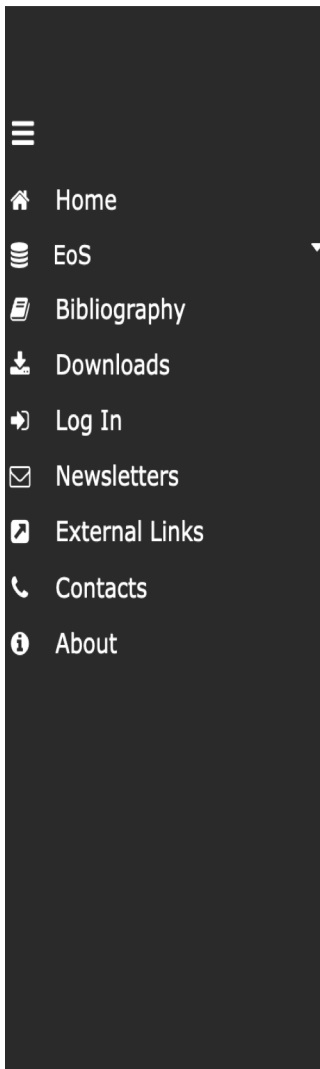 Home
EoS
Bibliography
Downloads
Log In
Newsletters
External Links
Contacts
About